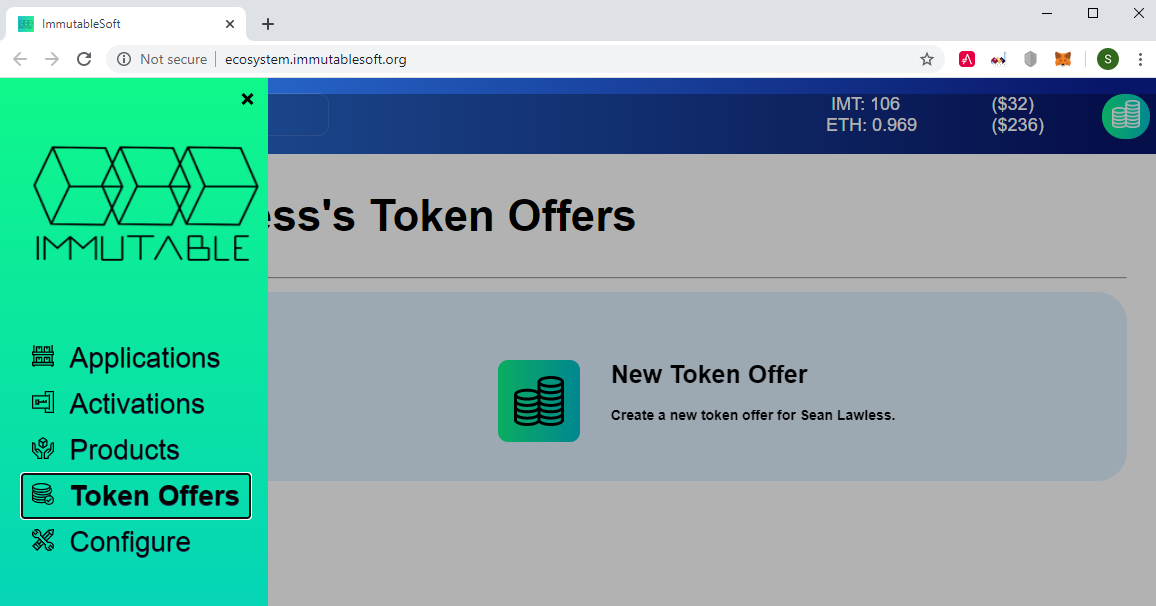 ImmutableSoft
Not secure
ecosystem.immutablesoft.org
S
IMT: 106 ($32)
ETH: 0.969 ($236)
IMMUTABLE
ess's Token Offers
Applications
Activations
Products
Token Offers
Configure
New Token Offer
Create a new token offer for Sean Lawless.